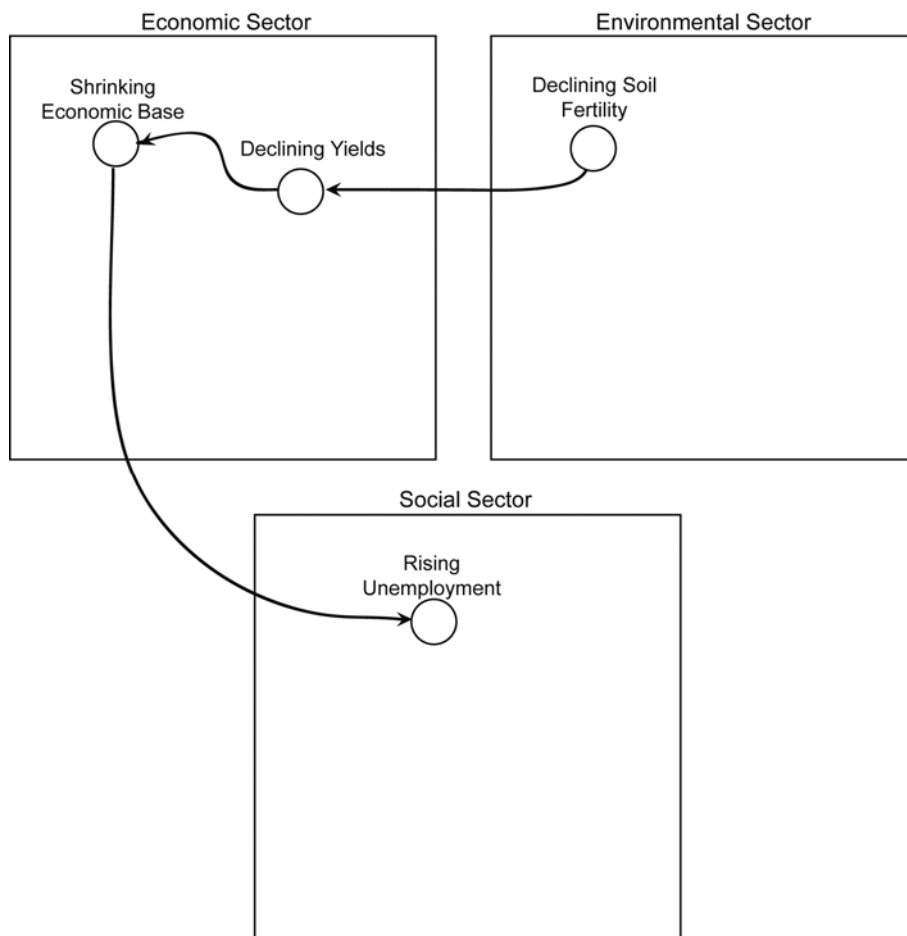 Economic Sector
Environmental Sector
Shrinking
Economic Base
Declining Yields
Declining Soil
Fertility
Social Sector
Rising
Unemployment